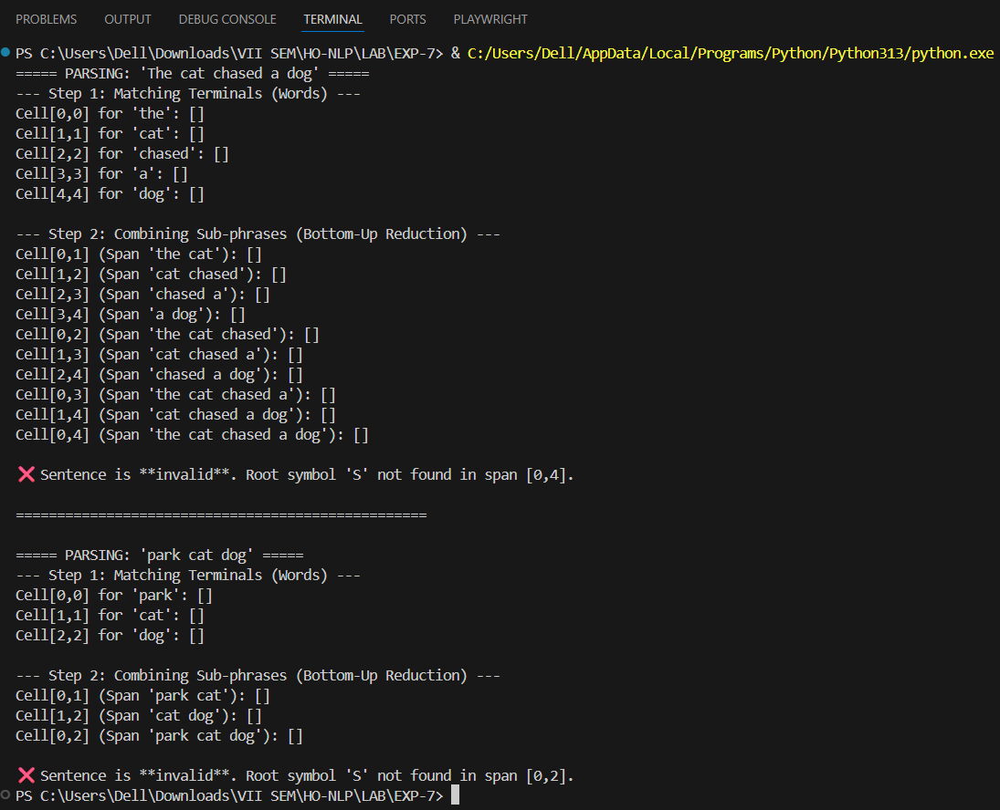 PROBLEMS OUTPUT DEBUG CONSOLE TERMINAL PORTS PLAYWRIGHT
PS C:\Users\Dell\Downloads\VII SEM\HO-NLP\LAB\EXP-7> & C:/Users/Dell/AppData/Local/Programs/Python/Python313/python.exe
===== PARSING: 'The cat chased a dog' =====
--- Step 1: Matching Terminals (Words) ---
Cell[0,0] for 'the': []
Cell[1,1] for 'cat': []
Cell[2,2] for 'chased': []
Cell[3,3] for 'a': []
Cell[4,4] for 'dog': []
--- Step 2: Combining Sub-phrases (Bottom-Up Reduction) ---
Cell[0,1] (Span 'the cat'): []
Cell[1,2] (Span 'cat chased'): []
Cell[2,3] (Span 'chased a'): []
Cell[3,4] (Span 'a dog'): []
Cell[0,2] (Span 'the cat chased'): []
Cell[1,3] (Span 'cat chased a'): []
Cell[2,4] (Span 'chased a dog'): []
Cell[0,3] (Span 'the cat chased a'): []
Cell[1,4] (Span 'cat chased a dog'): []
Cell[0,4] (Span 'the cat chased a dog'): []
❌ Sentence is **invalid**. Root symbol 'S' not found in span [0,4].
==================================================
===== PARSING: 'park cat dog' =====
--- Step 1: Matching Terminals (Words) ---
Cell[0,0] for 'park': []
Cell[1,1] for 'cat': []
Cell[2,2] for 'dog': []
--- Step 2: Combining Sub-phrases (Bottom-Up Reduction) ---
Cell[0,1] (Span 'park cat'): []
Cell[1,2] (Span 'cat dog'): []
Cell[0,2] (Span 'park cat dog'): []
❌ Sentence is **invalid**. Root symbol 'S' not found in span [0,2].
PS C:\Users\Dell\Downloads\VII SEM\HO-NLP\LAB\EXP-7>